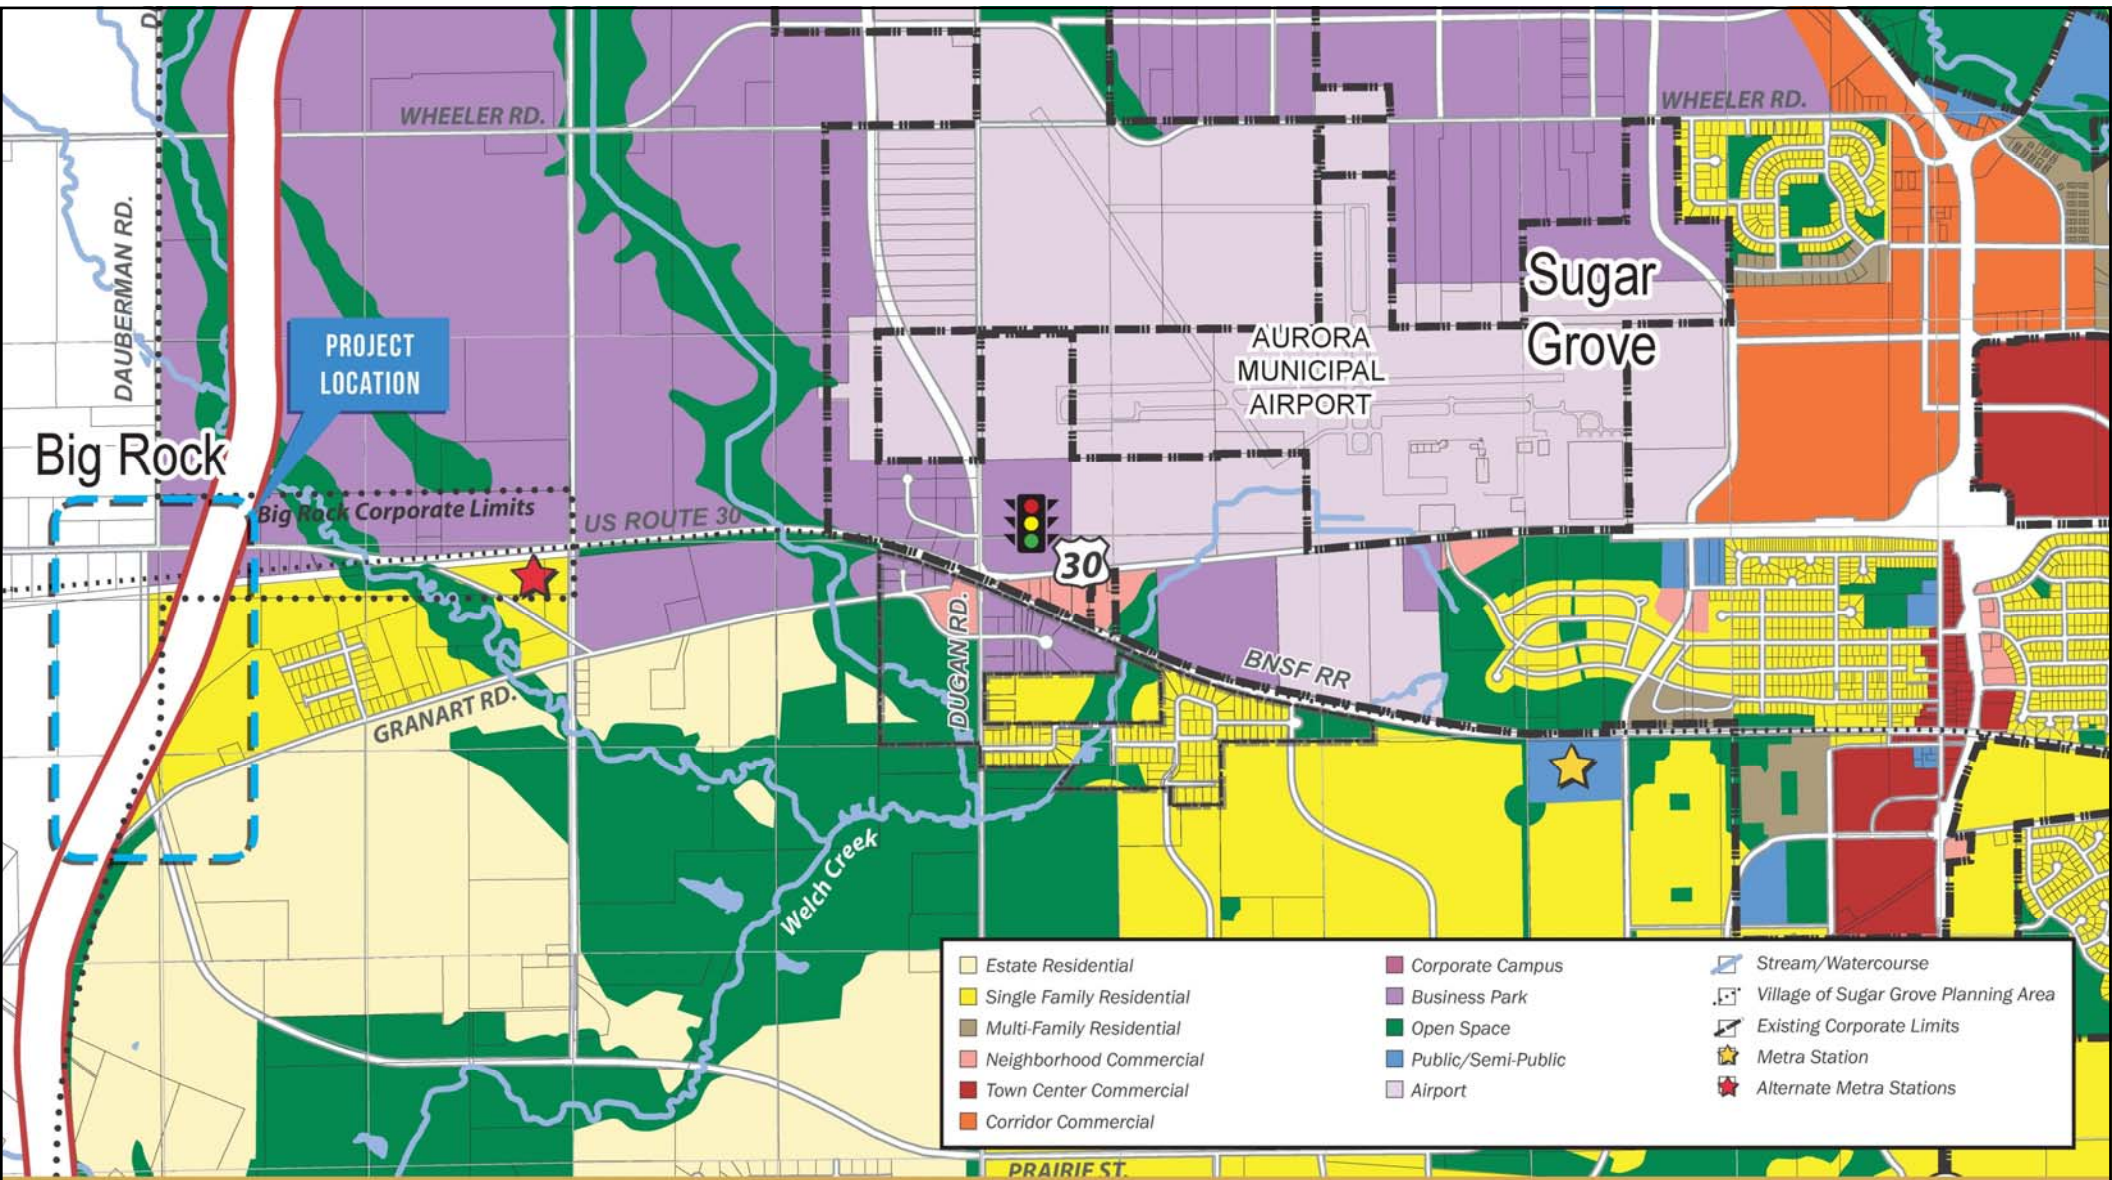 D
WHEELER RD.
WHEELER RD.
DAUBERMAN RD.
PROJECT
LOCATION
Sugar
Grove
AURORA
MUNICIPAL
AIRPORT
Big Rock
Big Rock Corporate Limits
US ROUTE 30
30
DUGAN RD.
BNSF RR
GRANART RD.
Welch Creek
Estate Residential
Single Family Residential
Multi-Family Residential
Neighborhood Commercial
Town Center Commercial
Corridor Commercial
Corporate Campus
Business Park
Open Space
Public/Semi-Public
Airport
Stream/Watercourse
Village of Sugar Grove Planning Area
Existing Corporate Limits
Metra Station
Alternate Metra Stations
PRAIRIE ST.